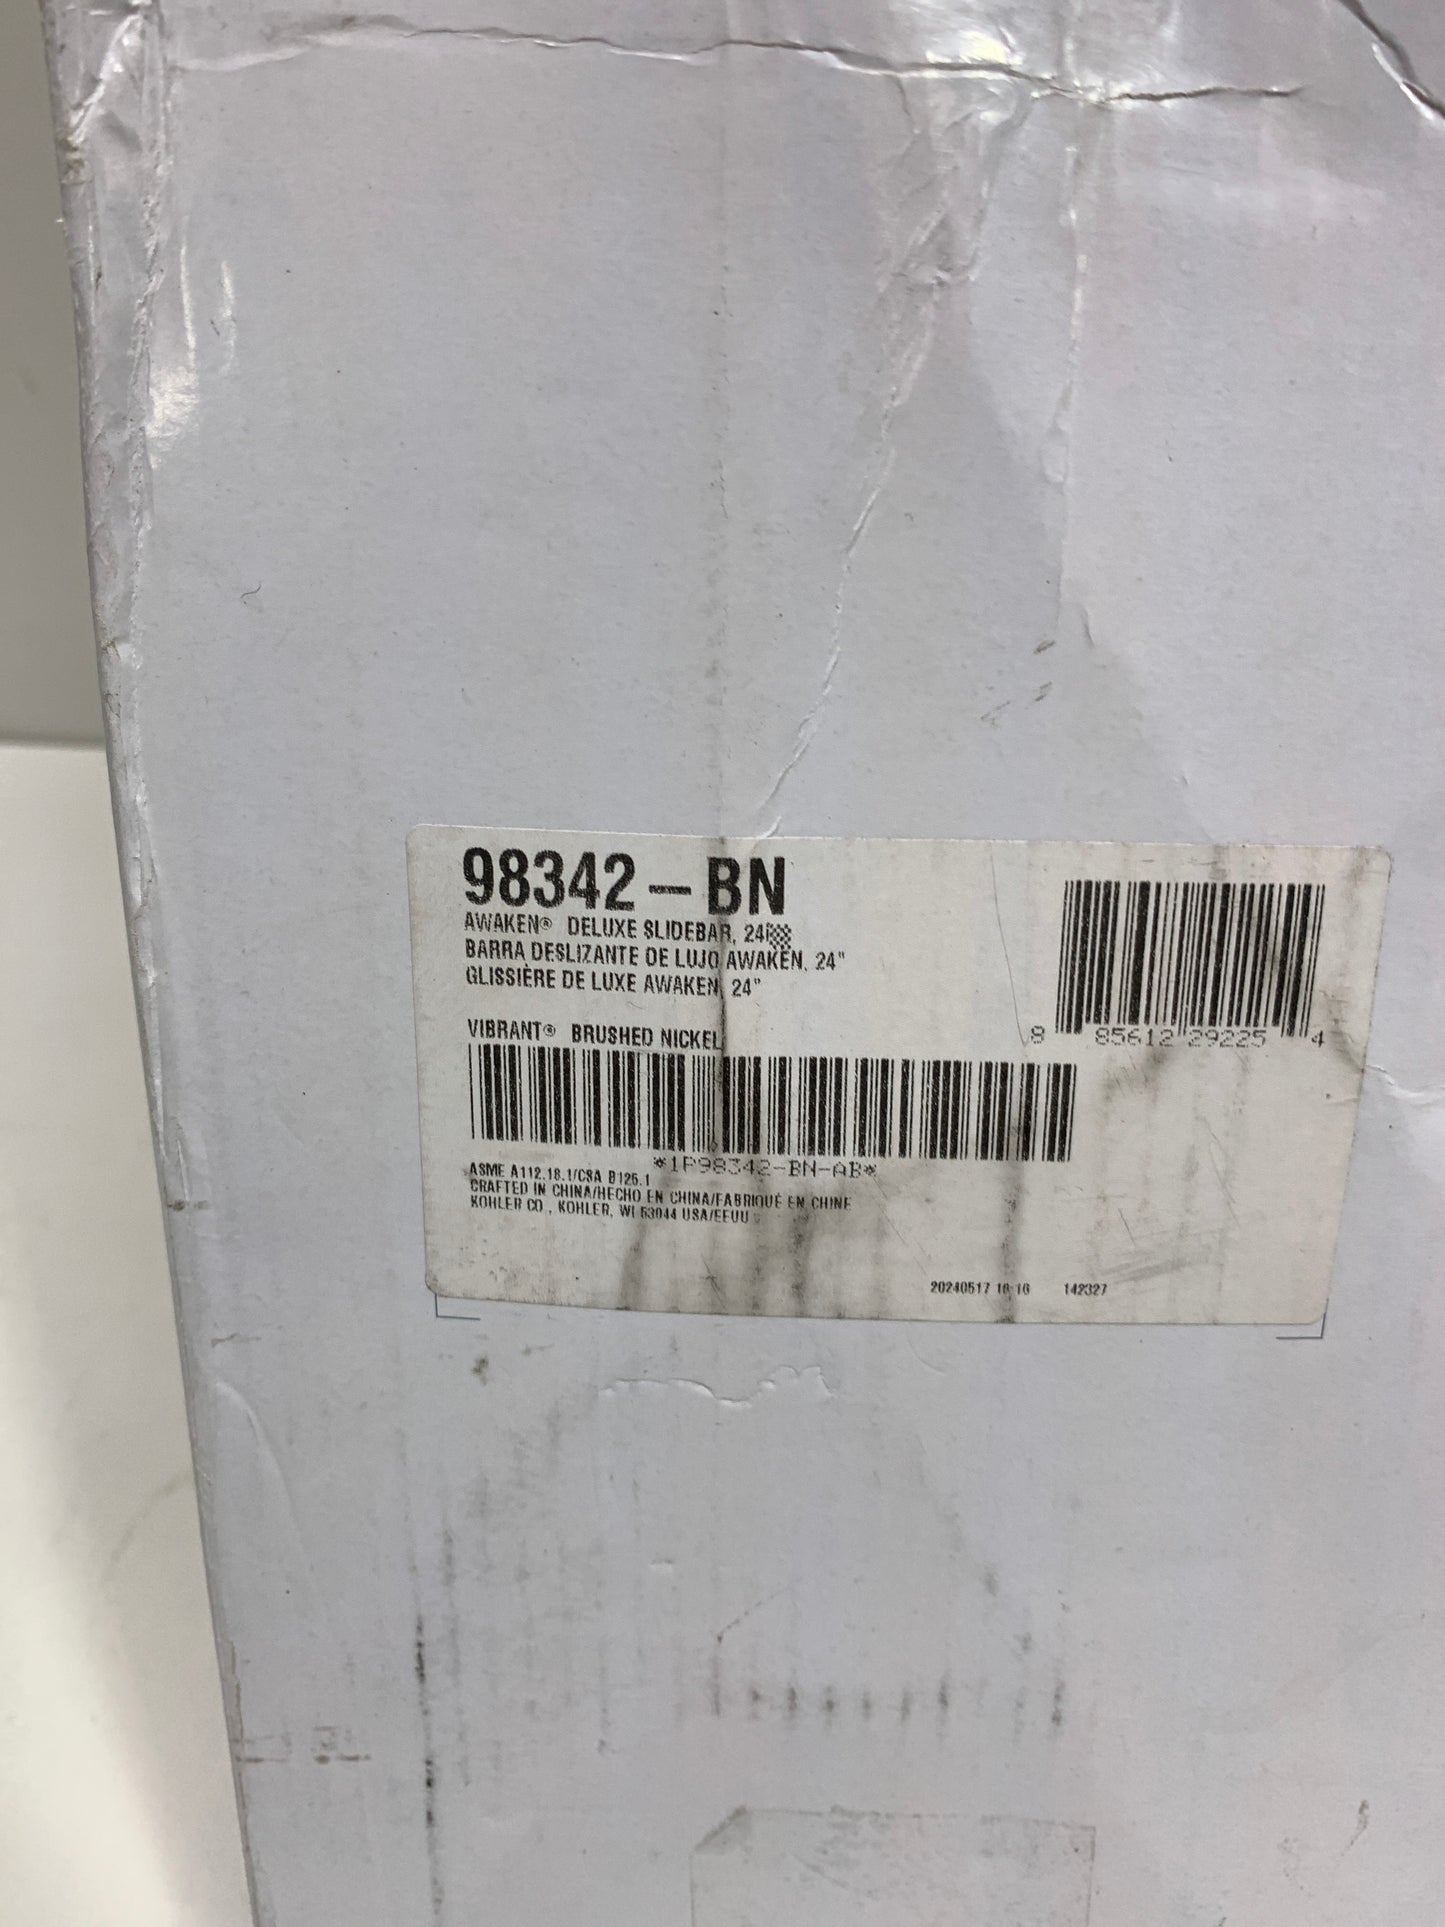 98342-BN
AWAKEN® DELUXE SLIDEBAR, 24
BARRA DESLIZANTE DE LUJO AWAKEN, 24"
GLISSIÈRE DE LUXE AWAKEN, 24"
VIBRANT® BRUSHED NICKEL
8 85612 29225 4
*1P98342-BN-AB*
ASME A112.18.1/CSA B125.1
CRAFTED IN CHINA/HECHO EN CHINA/FABRIQUÉ EN CHINE
KOHLER CO., KOHLER, WI 53044 USA/EEUU
20240517 16:16 142327